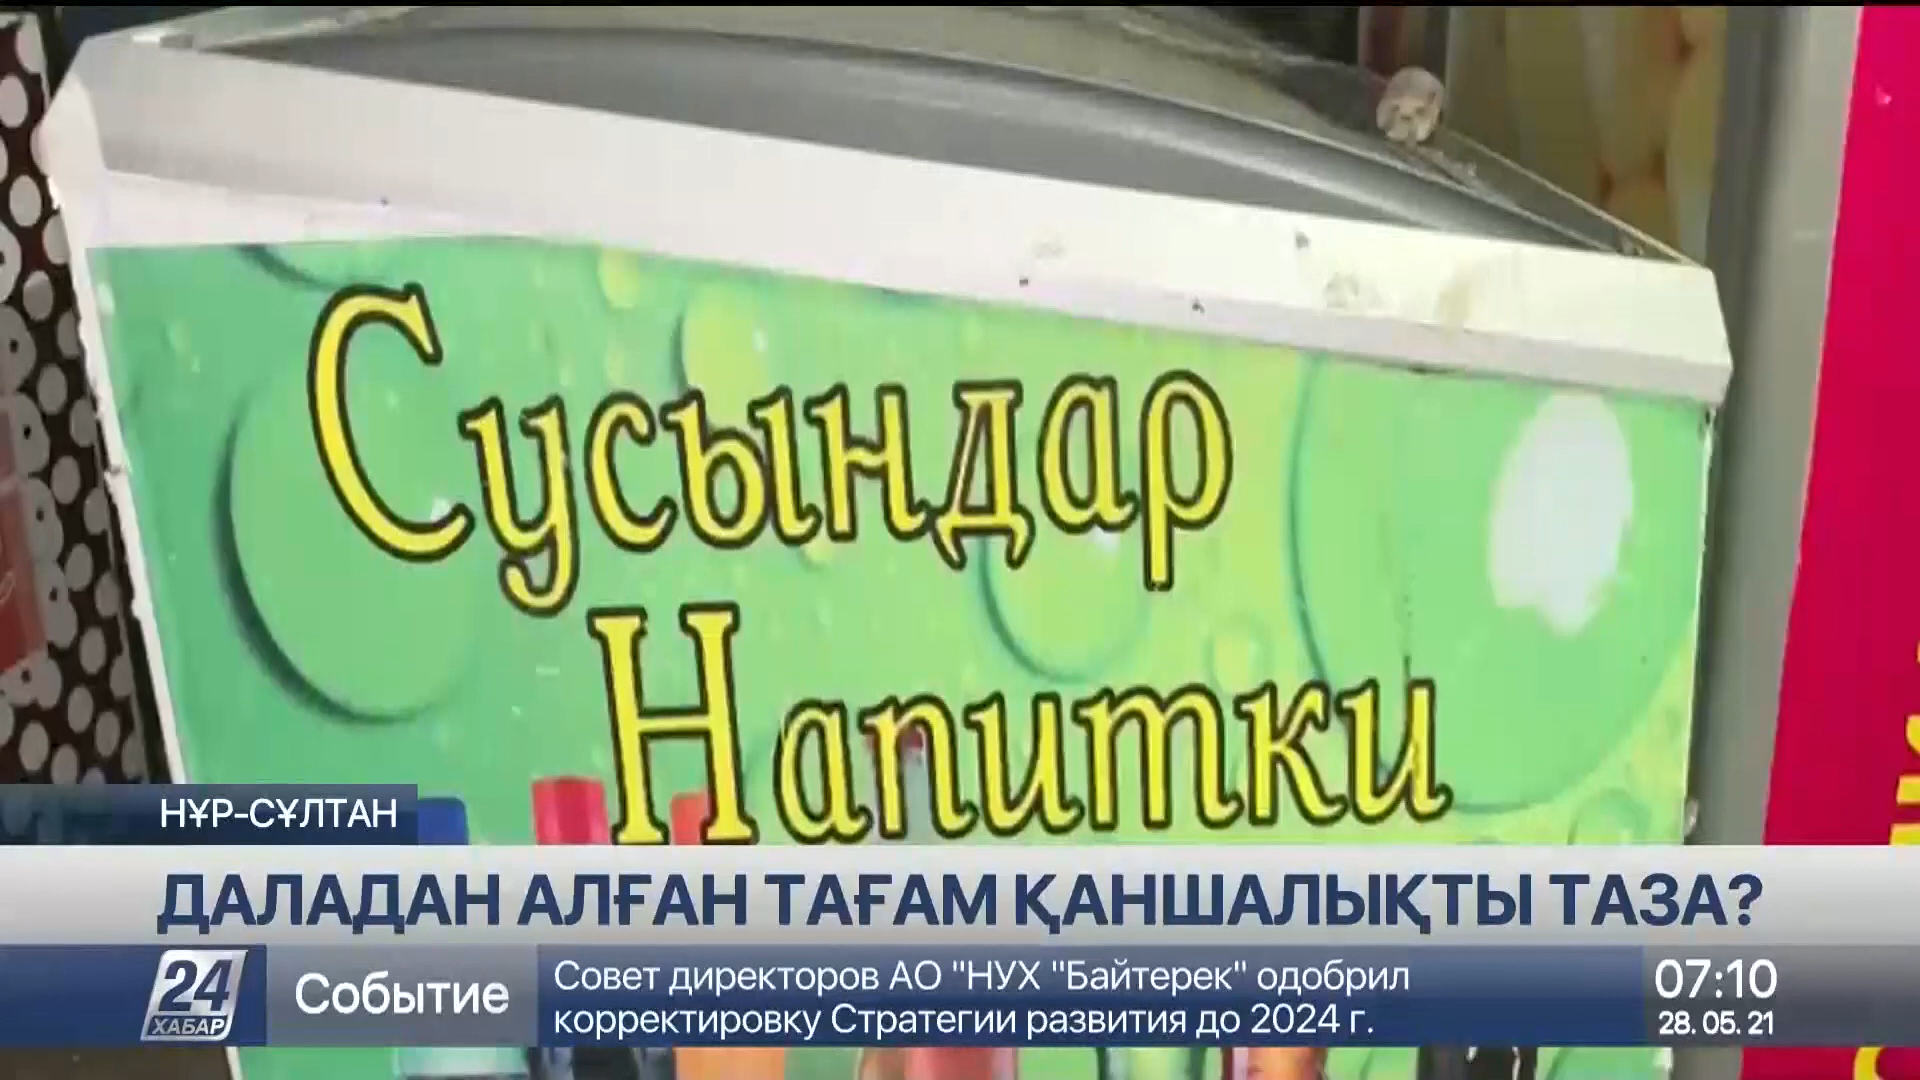 Сусындар
Напитки
НҰР-СҰЛТАН
ДАЛАДАН АЛҒАН ТАҒАМ ҚАНШАЛЫҚТЫ ТАЗА?
24
ХАБАР
Событие
Совет директоров АО "НУХ "Байтерек" одобрил
корректировку Стратегии развития до 2024 г.
07:10
28. 05. 21